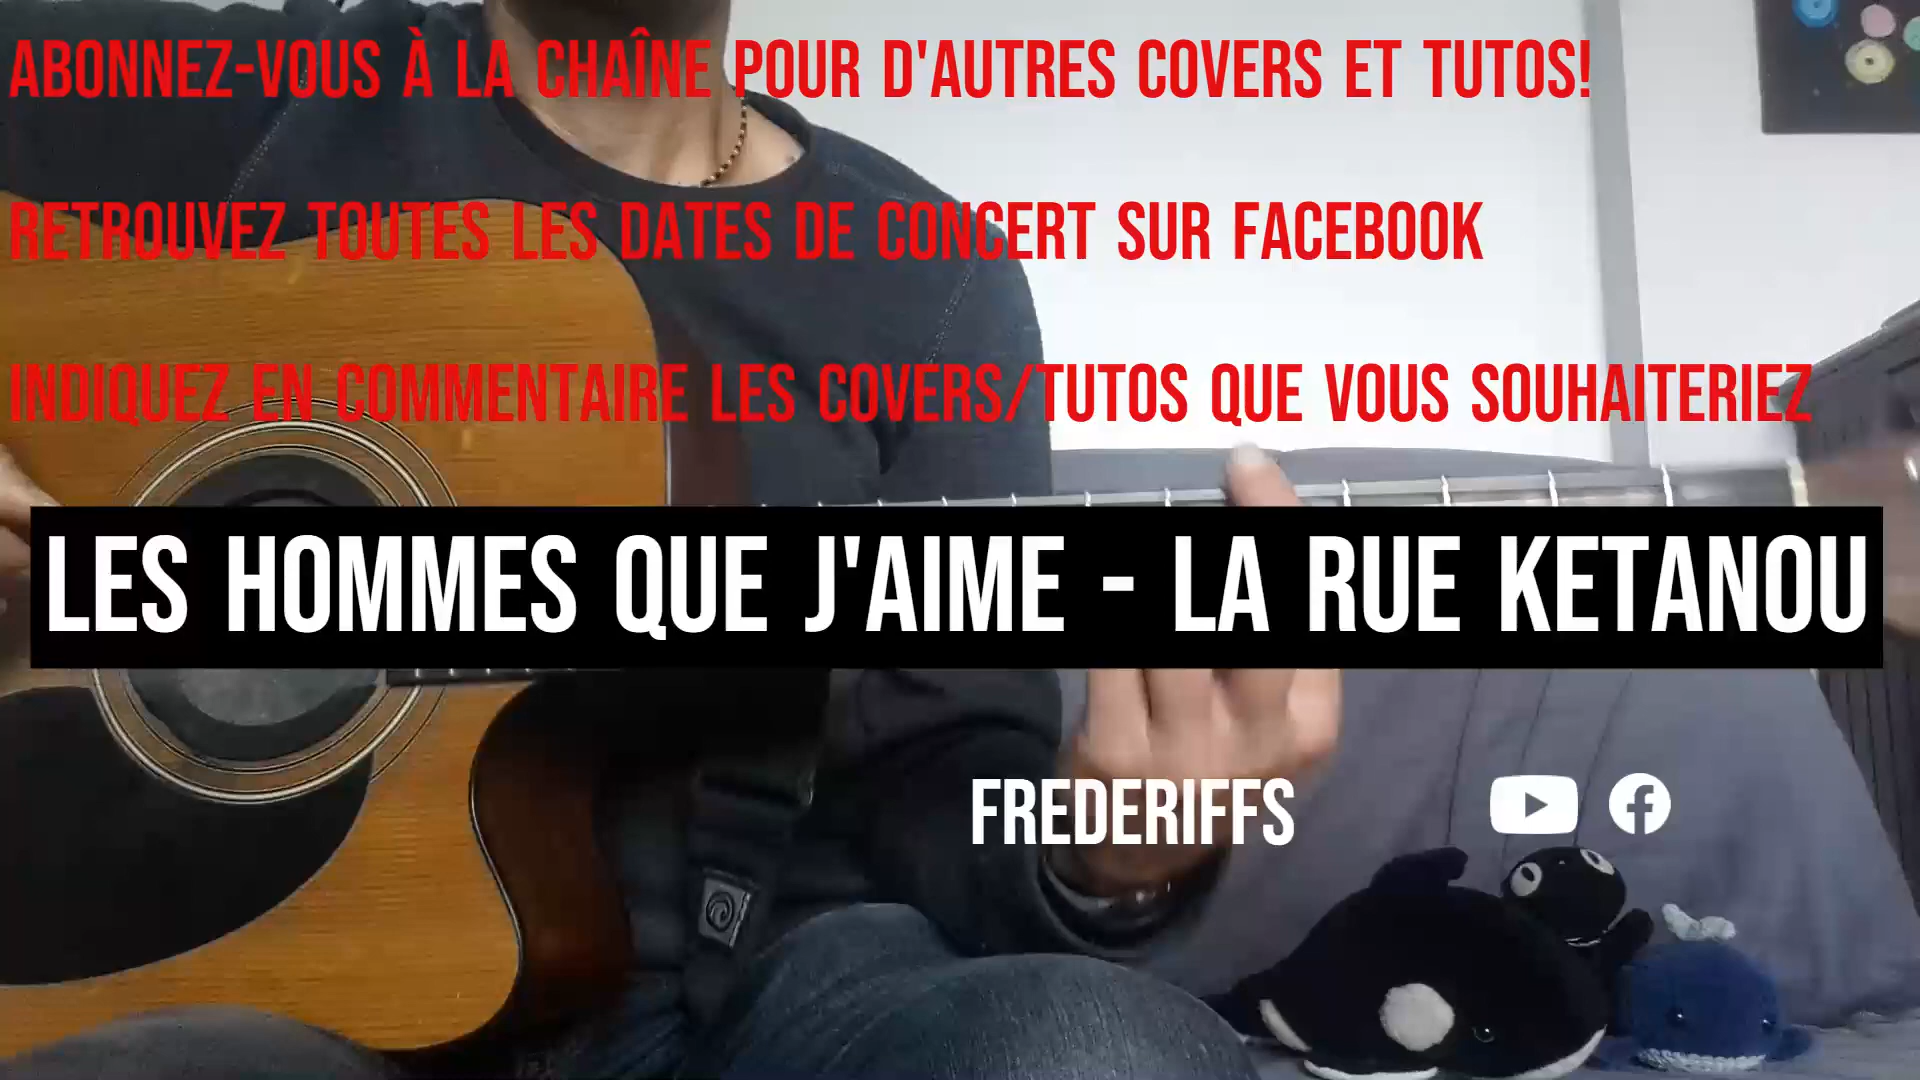 ABONNEZ-VOUS À LA CHAÎNE POUR D'AUTRES COVERS ET TUTOS!
RETROUVEZ TOUTES LES DATES DE CONCERT SUR FACEBOOK
INDIQUEZ EN COMMENTAIRE LES COVERS/TUTOS QUE VOUS SOUHAITERIEZ
LES HOMMES QUE J'AIME - LA RUE KETANOU
FREDERIFFS